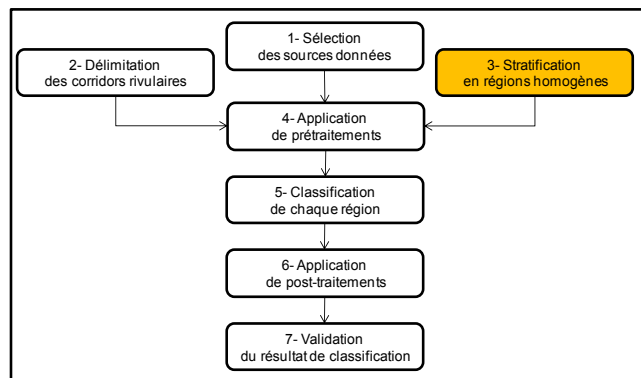 1- Sélection
des sources données
2- Délimitation
des corridors rivulaires
3- Stratification
en régions homogènes
4- Application
de prétraitements
5- Classification
de chaque région
6- Application
de post-traitements
7- Validation
du résultat de classification